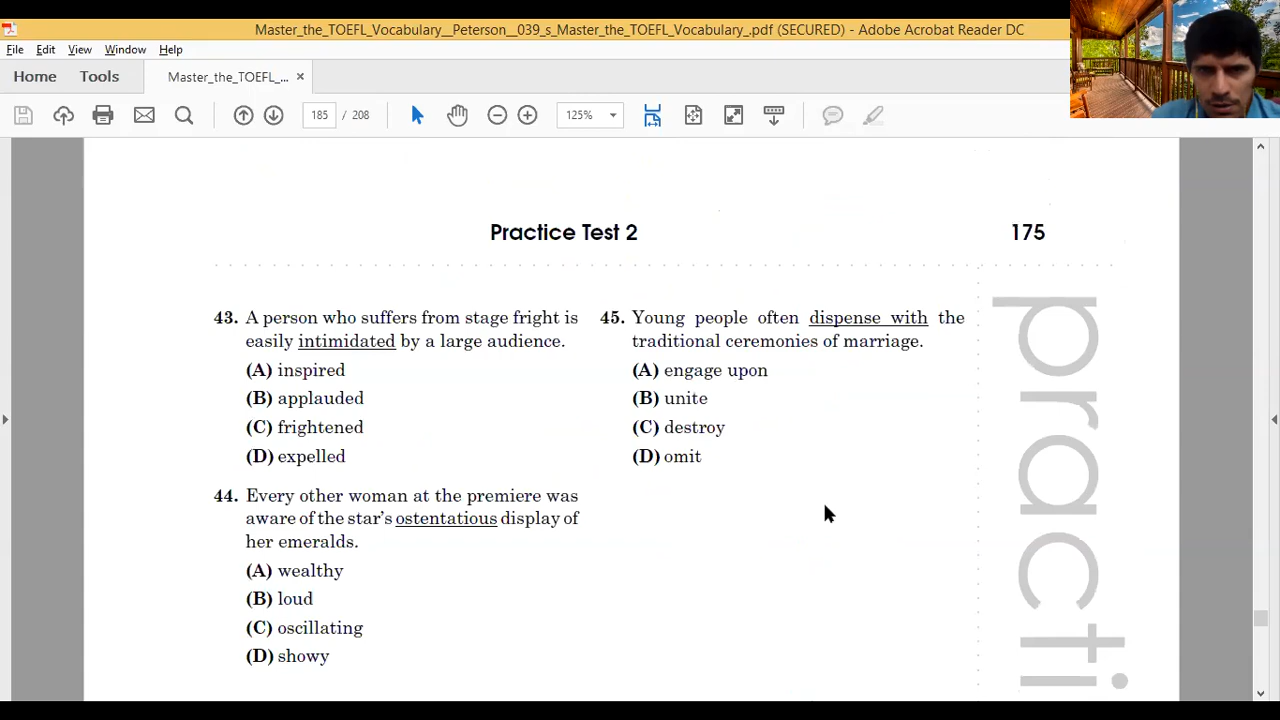 Master_the_TOEFL_Vocabulary__Peterson__039_s_Master_the_TOEFL_Vocabulary_.pdf (SECURED) - Adobe Acrobat Reader DC
File Edit View Window Help
Home Tools Master_the_TOEFL_... ×
185 / 200 125%
Practice Test 2 175
43. A person who suffers from stage fright is
easily intimidated by a large audience.
(A) inspired
(B) applauded
(C) frightened
(D) expelled
44. Every other woman at the premiere was
aware of the star's ostentatious display of
her emeralds.
(A) wealthy
(B) loud
(C) oscillating
(D) showy
45. Young people often dispense with the
traditional ceremonies of marriage.
(A) engage upon
(B) unite
(C) destroy
(D) omit
practi